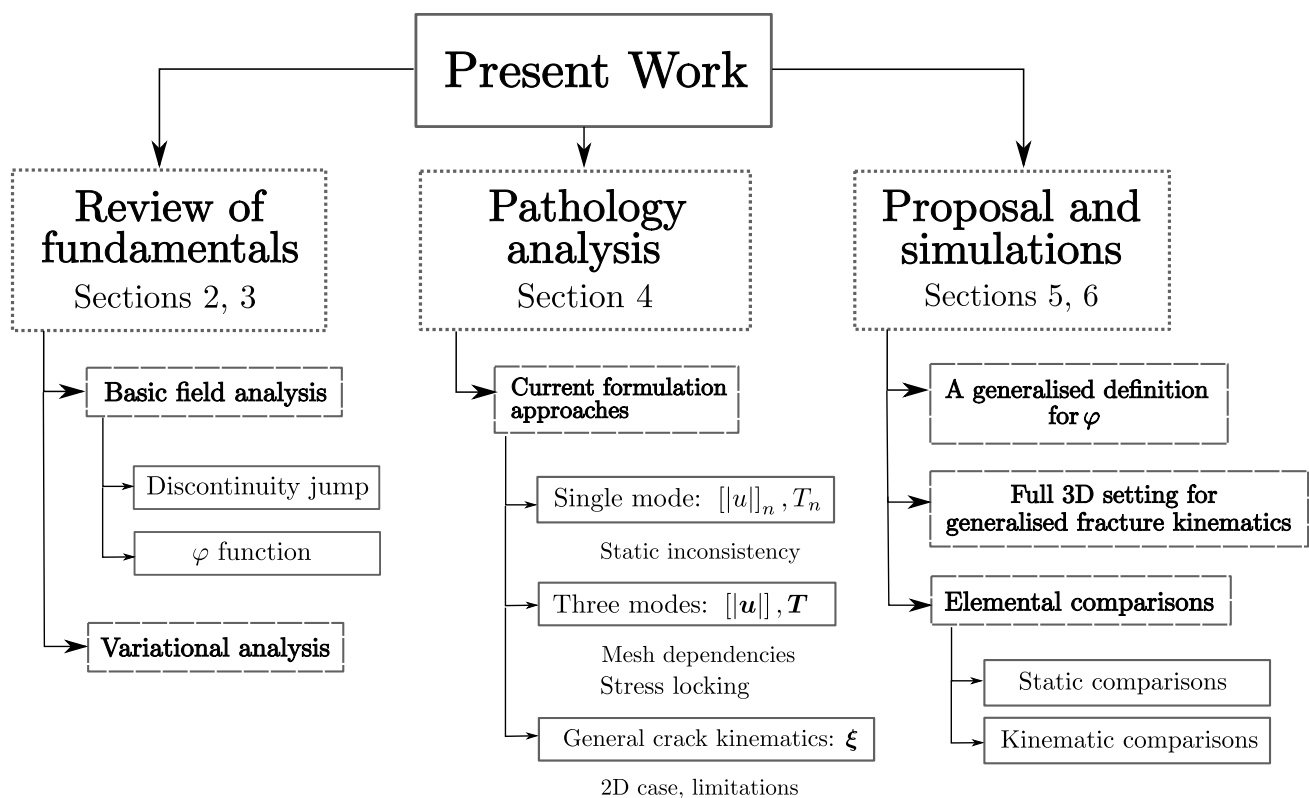 Present Work
Review of
fundamentals
Sections 2, 3
Basic field analysis
Discontinuity jump
φ function
Variational analysis
Pathology
analysis
Section 4
Current formulation
approaches
Single mode: [|u|]ₙ , Tₙ
Static inconsistency
Three modes: [|𝒖|] , 𝑻
Mesh dependencies
Stress locking
General crack kinematics: ξ
2D case, limitations
Proposal and
simulations
Sections 5, 6
A generalised definition
for φ
Full 3D setting for
generalised fracture kinematics
Elemental comparisons
Static comparisons
Kinematic comparisons